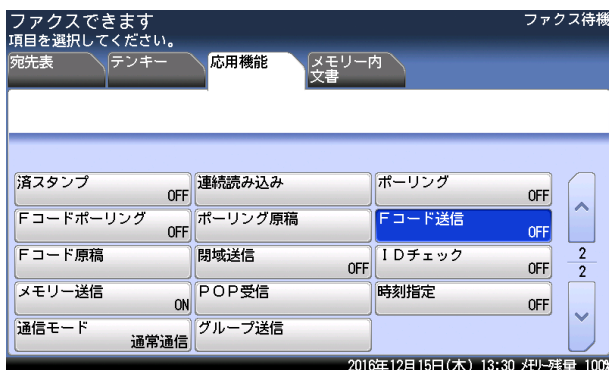 ファクスできます
ファクス待機
項目を選択してください。
宛先表
テンキー
応用機能
メモリー内
文書
済スタンプ
OFF
連続読み込み
ポーリング
OFF
Fコードポーリング
OFF
ポーリング原稿
Fコード送信
OFF
Fコード原稿
閉域送信
OFF
IDチェック
OFF
メモリー送信
ON
POP受信
時刻指定
OFF
通信モード
通常通信
グループ送信
2
2
2016年12月15日(木) 13:30 メモリー残量 100%